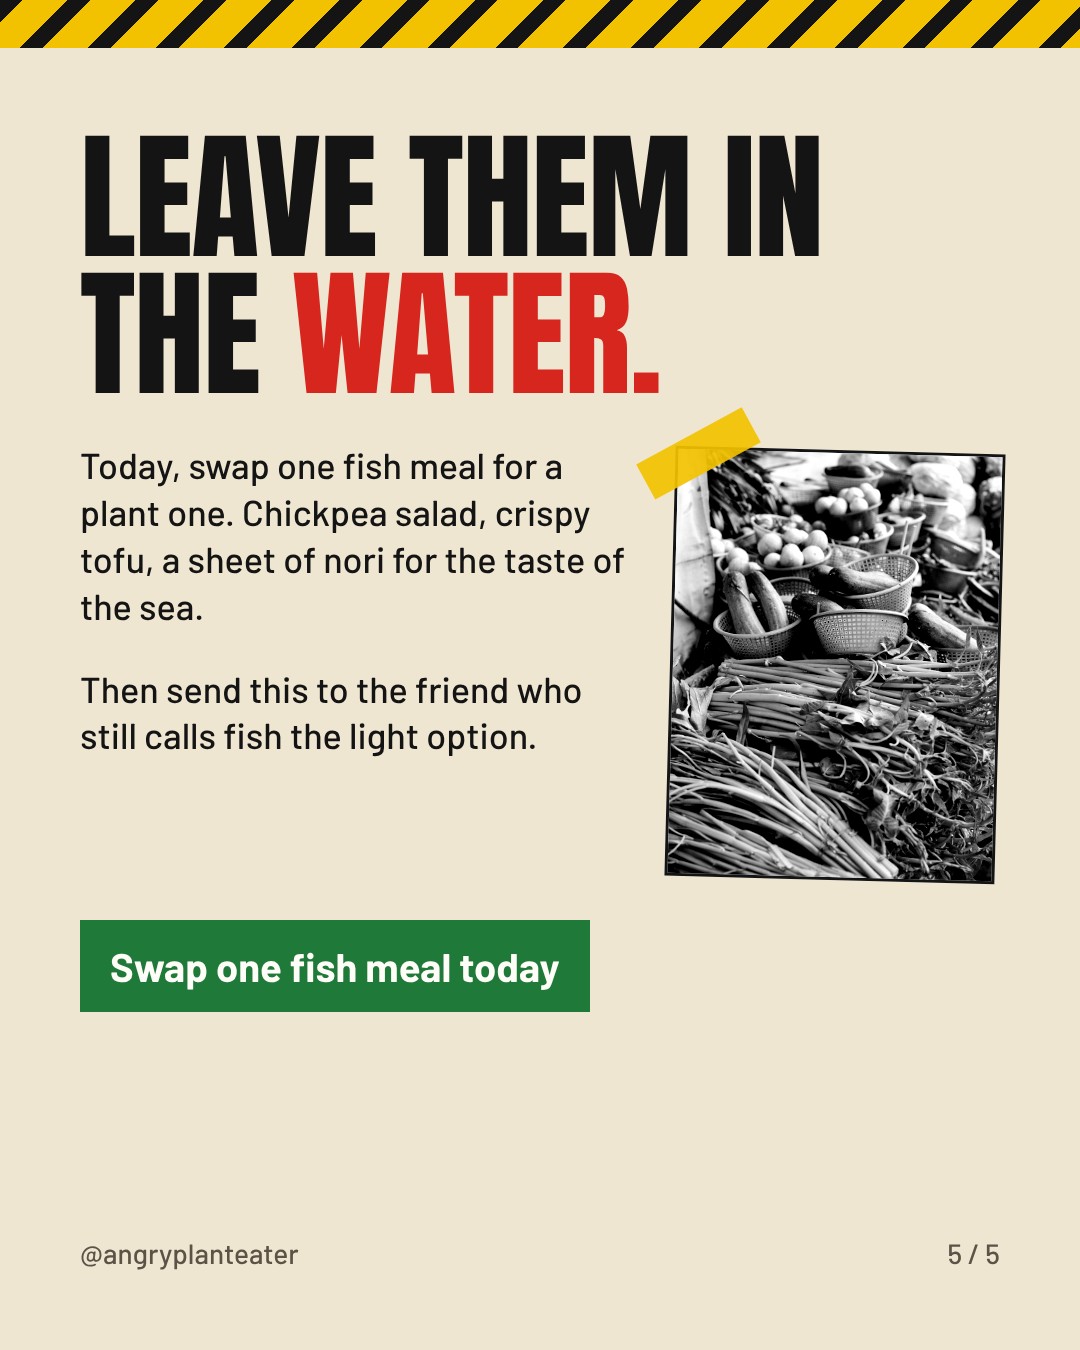 LEAVE THEM IN
THE WATER.
Today, swap one fish meal for a
plant one. Chickpea salad, crispy
tofu, a sheet of nori for the taste of
the sea.
Then send this to the friend who
still calls fish the light option.
Swap one fish meal today
@angryplanteater
5 / 5